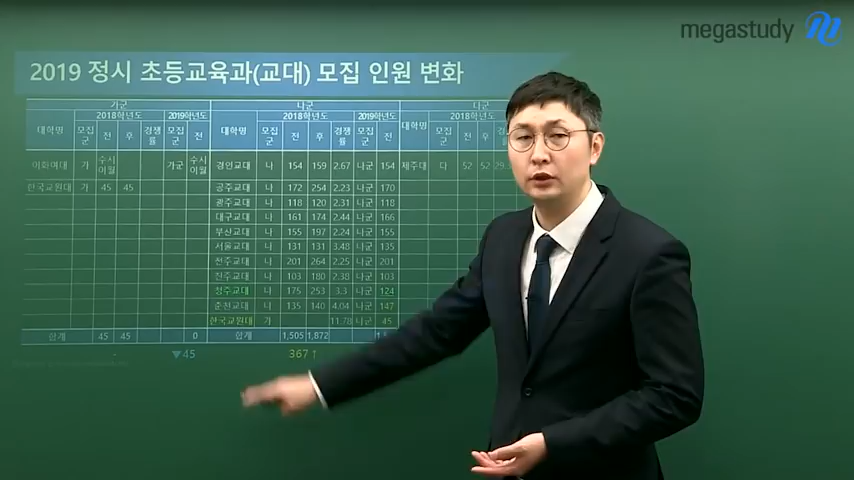 megastudy
2019 정시 초등교육과(교대) 모집 인원 변화
가군 나군 다군
2018학년도 2019학년도 2018학년도 2019학년도 2018학년도
대학명 모집군 전 후 경쟁률 모집군 전 대학명 모집군 전 후 경쟁률 모집군 전 대학명 모집군 전 후
이화여대 가 수시이월 가군 수시이월 경인교대 나 154 159 2.67 나군 154 제주대 다 52 52
한국교원대 가 45 45 공주교대 나 172 254 2.23 나군 170
광주교대 나 118 120 2.31 나군 118
대구교대 나 161 174 2.44 나군 166
부산교대 나 155 197 2.24 나군 155
서울교대 나 131 131 3.48 나군 135
전주교대 나 201 264 2.25 나군 201
진주교대 나 103 180 2.38 나군 103
청주교대 나 175 253 3.3 나군 124
춘천교대 나 135 140 4.04 나군 147
한국교원대 가 11.78 나군 45
합계 45 45 0 합계 1,505 1,872
▼45 367↑